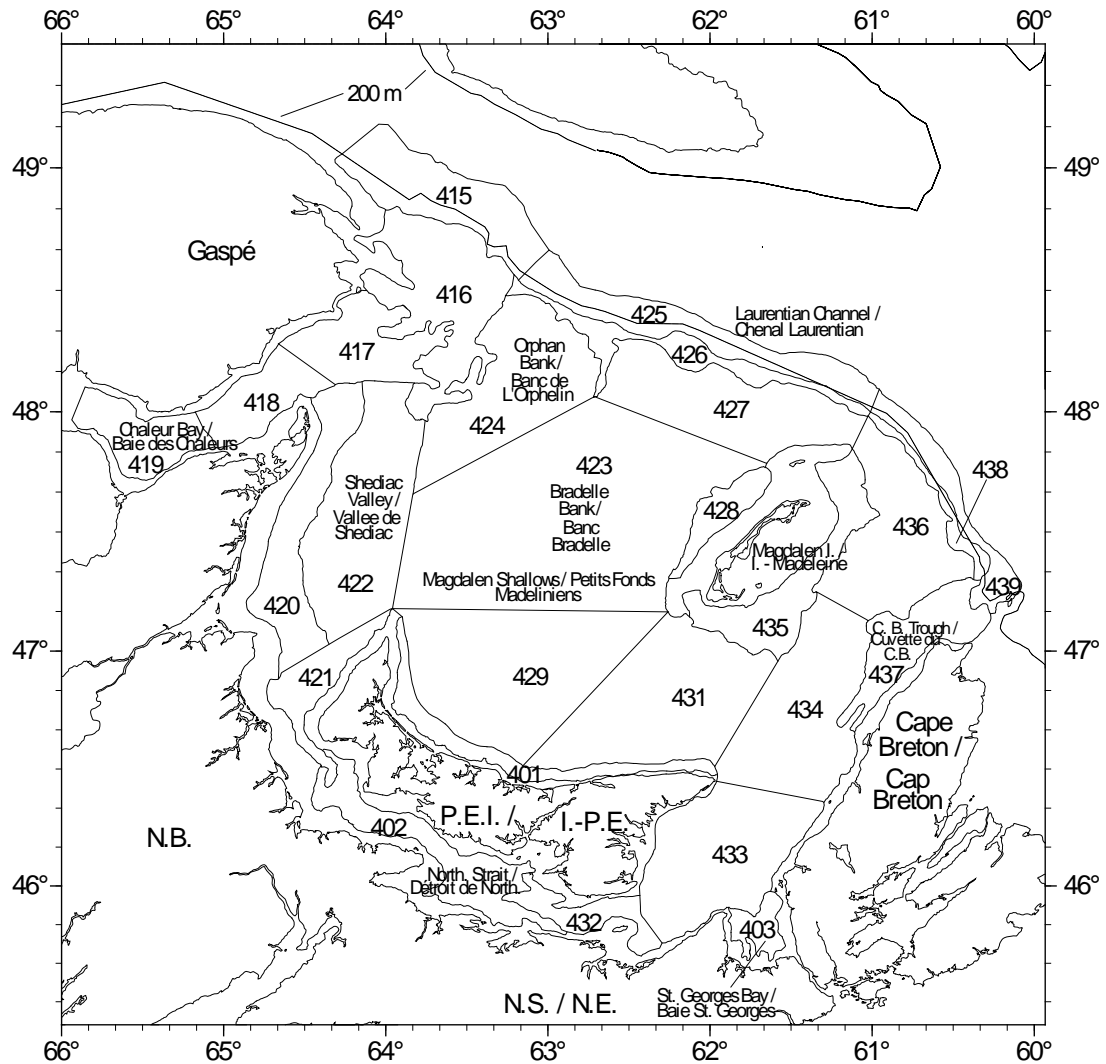 66° 65° 64° 63° 62° 61° 60°
200 m
49° 49°
415
Gaspé
416
425
Laurentian Channel /
Chenal Laurentian
417
Orphan
Bank /
Banc de
L'Orphelin
426
48° 48°
418
424
427
Chaleur Bay /
Baie des Chaleurs
419
423
438
Shediac
Valley /
Vallee de
Shediac
Bradelle
Bank /
Banc
Bradelle
428
436
Magdalen I. /
I. - Madeleine
422
Magdalen Shallows / Petits Fonds
Madeliniens
439
420
435
C. B. Trough /
Cuvette du
C.B.
47° 47°
421
429
431
437
434
Cape
Breton /
Cap
Breton
401
P.E.I. /
I.-P.E.
402
N.B.
433
North. Strait /
Détroit de North.
46° 46°
432
403
St. Georges Bay /
Baie St. Georges
N.S. / N.E.
66° 65° 64° 63° 62° 61° 60°